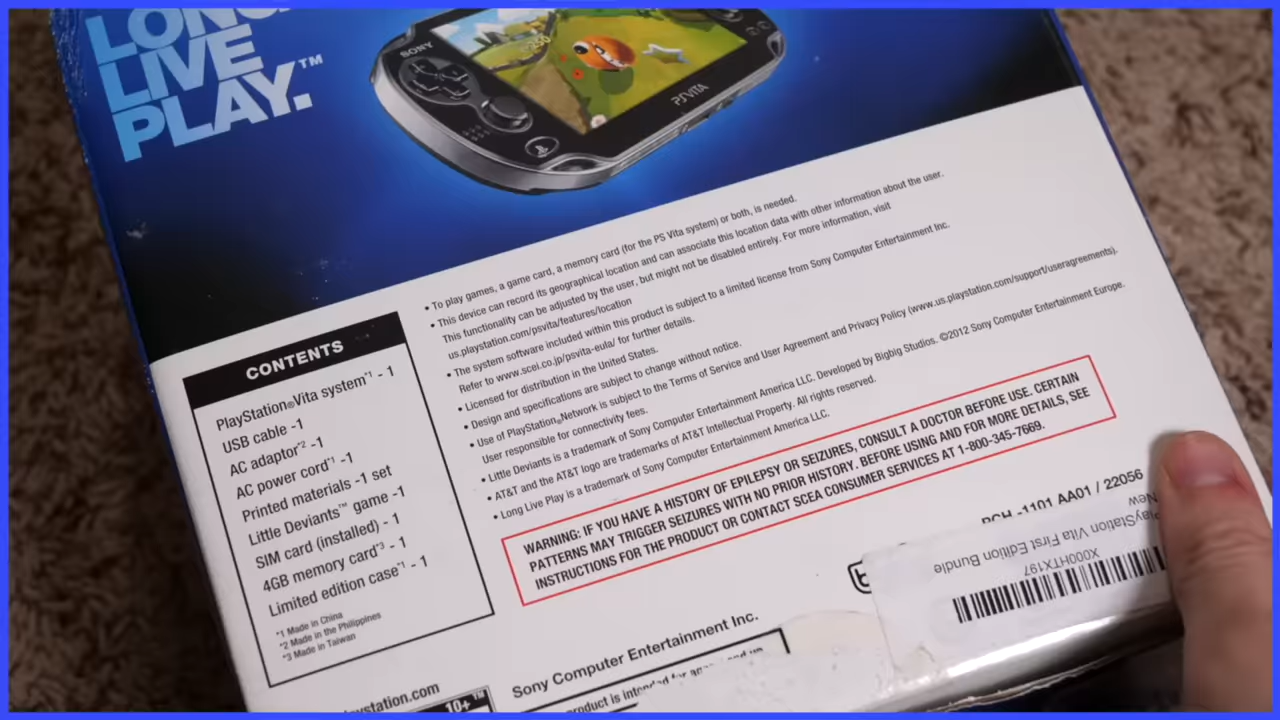 LONG
LIVE
PLAY.™
SONY
+250
PSVITA
• To play games, a game card, a memory card (for the PS Vita system) or both, is needed.
• This device can record its geographical location and can associate this location data with other information about the user.
This functionality can be adjusted by the user, but might not be disabled entirely. For more information, visit
us.playstation.com/psvita/features/location
• The system software included within this product is subject to a limited license from Sony Computer Entertainment Inc.
Refer to www.scei.co.jp/psvita-eula/ for further details.
• Licensed for distribution in the United States.
• Design and specifications are subject to change without notice.
• Use of PlayStation®Network is subject to the Terms of Service and User Agreement and Privacy Policy (www.us.playstation.com/support/useragreements).
User responsible for connectivity fees.
• Little Deviants is a trademark of Sony Computer Entertainment America LLC. Developed by Bigbig Studios. ©2012 Sony Computer Entertainment Europe.
• AT&T and the AT&T logo are trademarks of AT&T Intellectual Property. All rights reserved.
• Long Live Play is a trademark of Sony Computer Entertainment America LLC.
CONTENTS
PlayStation®Vita system*1 - 1
USB cable -1
AC adaptor*2 -1
AC power cord*1 -1
Printed materials -1 set
Little Deviants™ game -1
SIM card (installed) - 1
4GB memory card*3 - 1
Limited edition case*1 - 1
*1 Made in China
*2 Made in the Philippines
*3 Made in Taiwan
WARNING: IF YOU HAVE A HISTORY OF EPILEPSY OR SEIZURES, CONSULT A DOCTOR BEFORE USE. CERTAIN
PATTERNS MAY TRIGGER SEIZURES WITH NO PRIOR HISTORY. BEFORE USING AND FOR MORE DETAILS, SEE
INSTRUCTIONS FOR THE PRODUCT OR CONTACT SCEA CONSUMER SERVICES AT 1-800-345-7669.
PCH -1101 AA01 / 22056
New
PlayStation Vita First Edition Bundle
X000HTX197
Sony Computer Entertainment Inc.
product is intended for
ystation.com
10+™